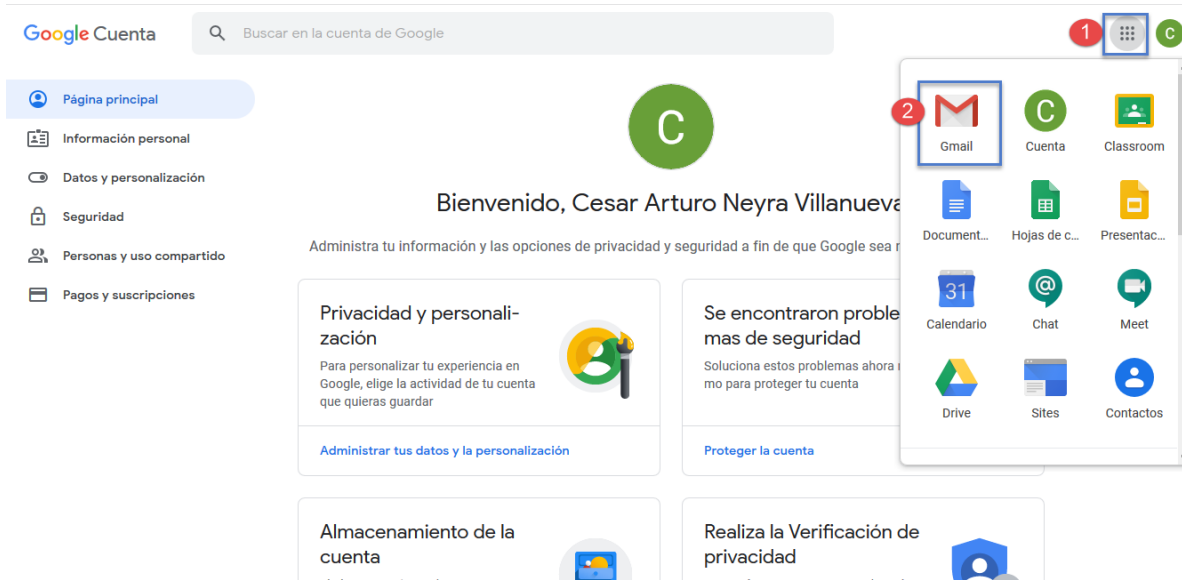 Google Cuenta
Buscar en la cuenta de Google
1
C
Página principal
Información personal
Datos y personalización
Seguridad
Personas y uso compartido
Pagos y suscripciones
C
Bienvenido, Cesar Arturo Neyra Villanueva
Administra tu información y las opciones de privacidad y seguridad a fin de que Google sea
Privacidad y personali-
zación
Para personalizar tu experiencia en
Google, elige la actividad de tu cuenta
que quieras guardar
Administrar tus datos y la personalización
Se encontraron proble
mas de seguridad
Soluciona estos problemas ahora
mo para proteger tu cuenta
Proteger la cuenta
Almacenamiento de la
cuenta
Realiza la Verificación de
privacidad
2
Gmail
C
Cuenta
Classroom
Document...
Hojas de c...
Presentac...
31
Calendario
Chat
Meet
Drive
Sites
Contactos